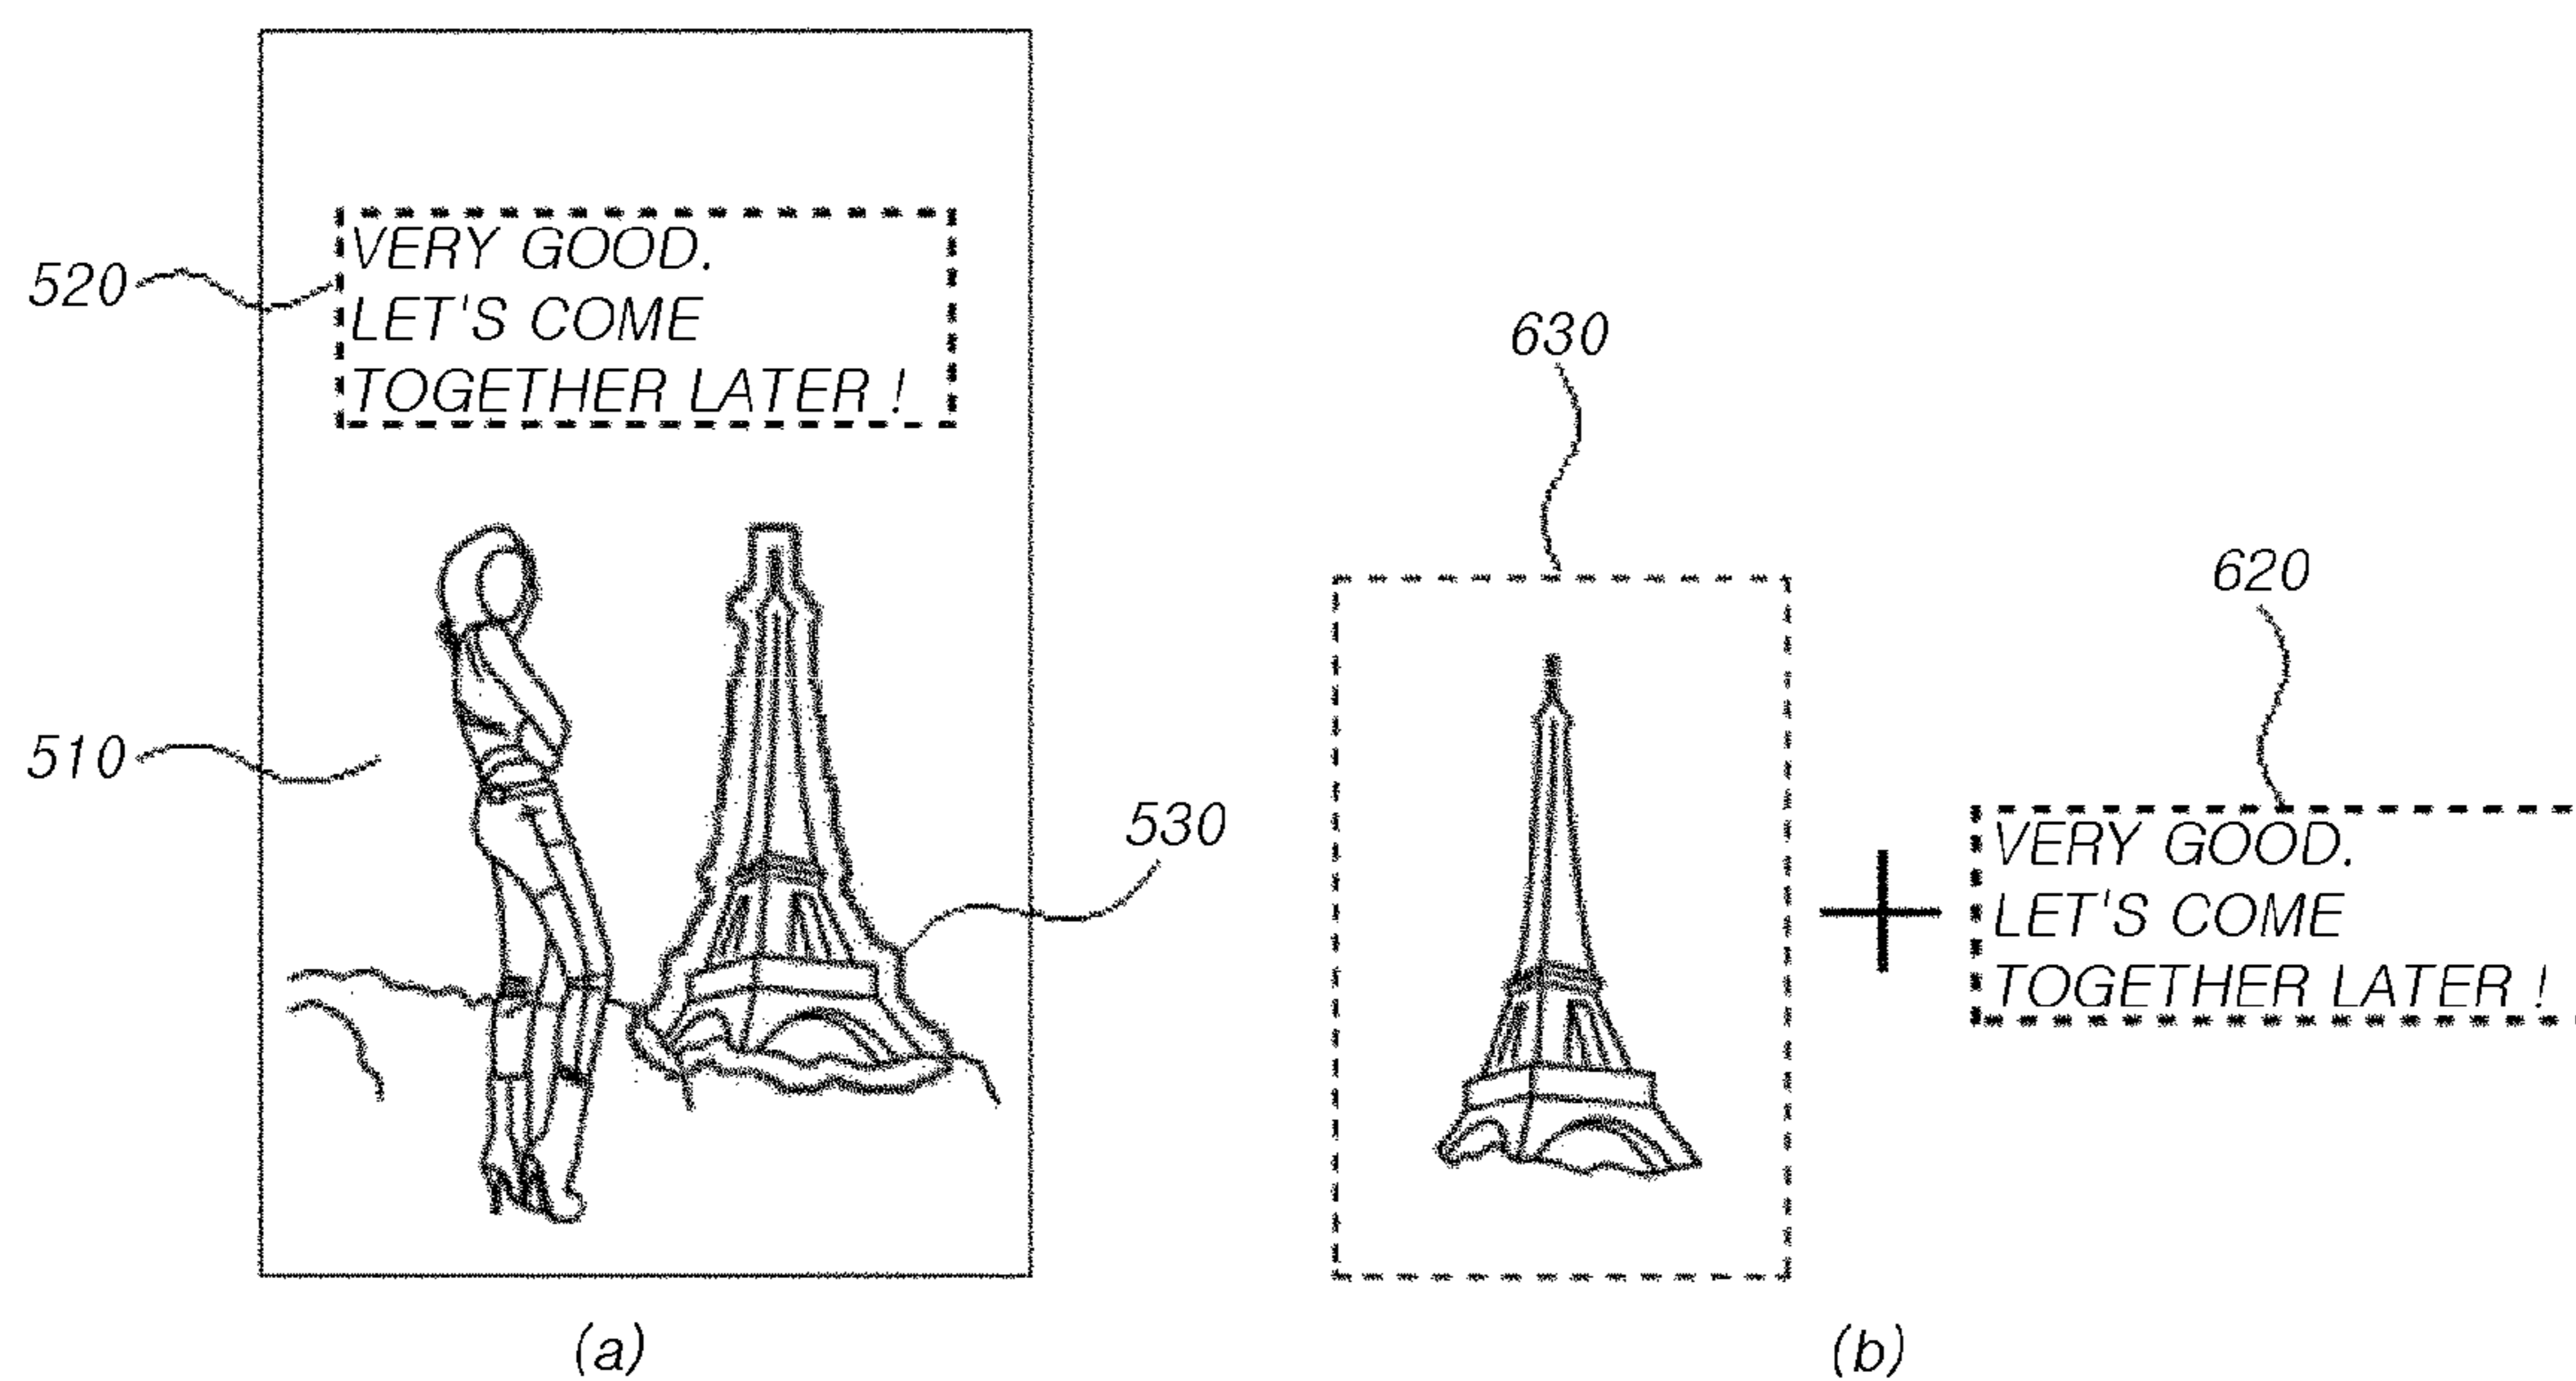 520
VERY GOOD.
LET'S COME
TOGETHER LATER !
510
530
(a)
630
620
VERY GOOD.
LET'S COME
TOGETHER LATER !
(b)